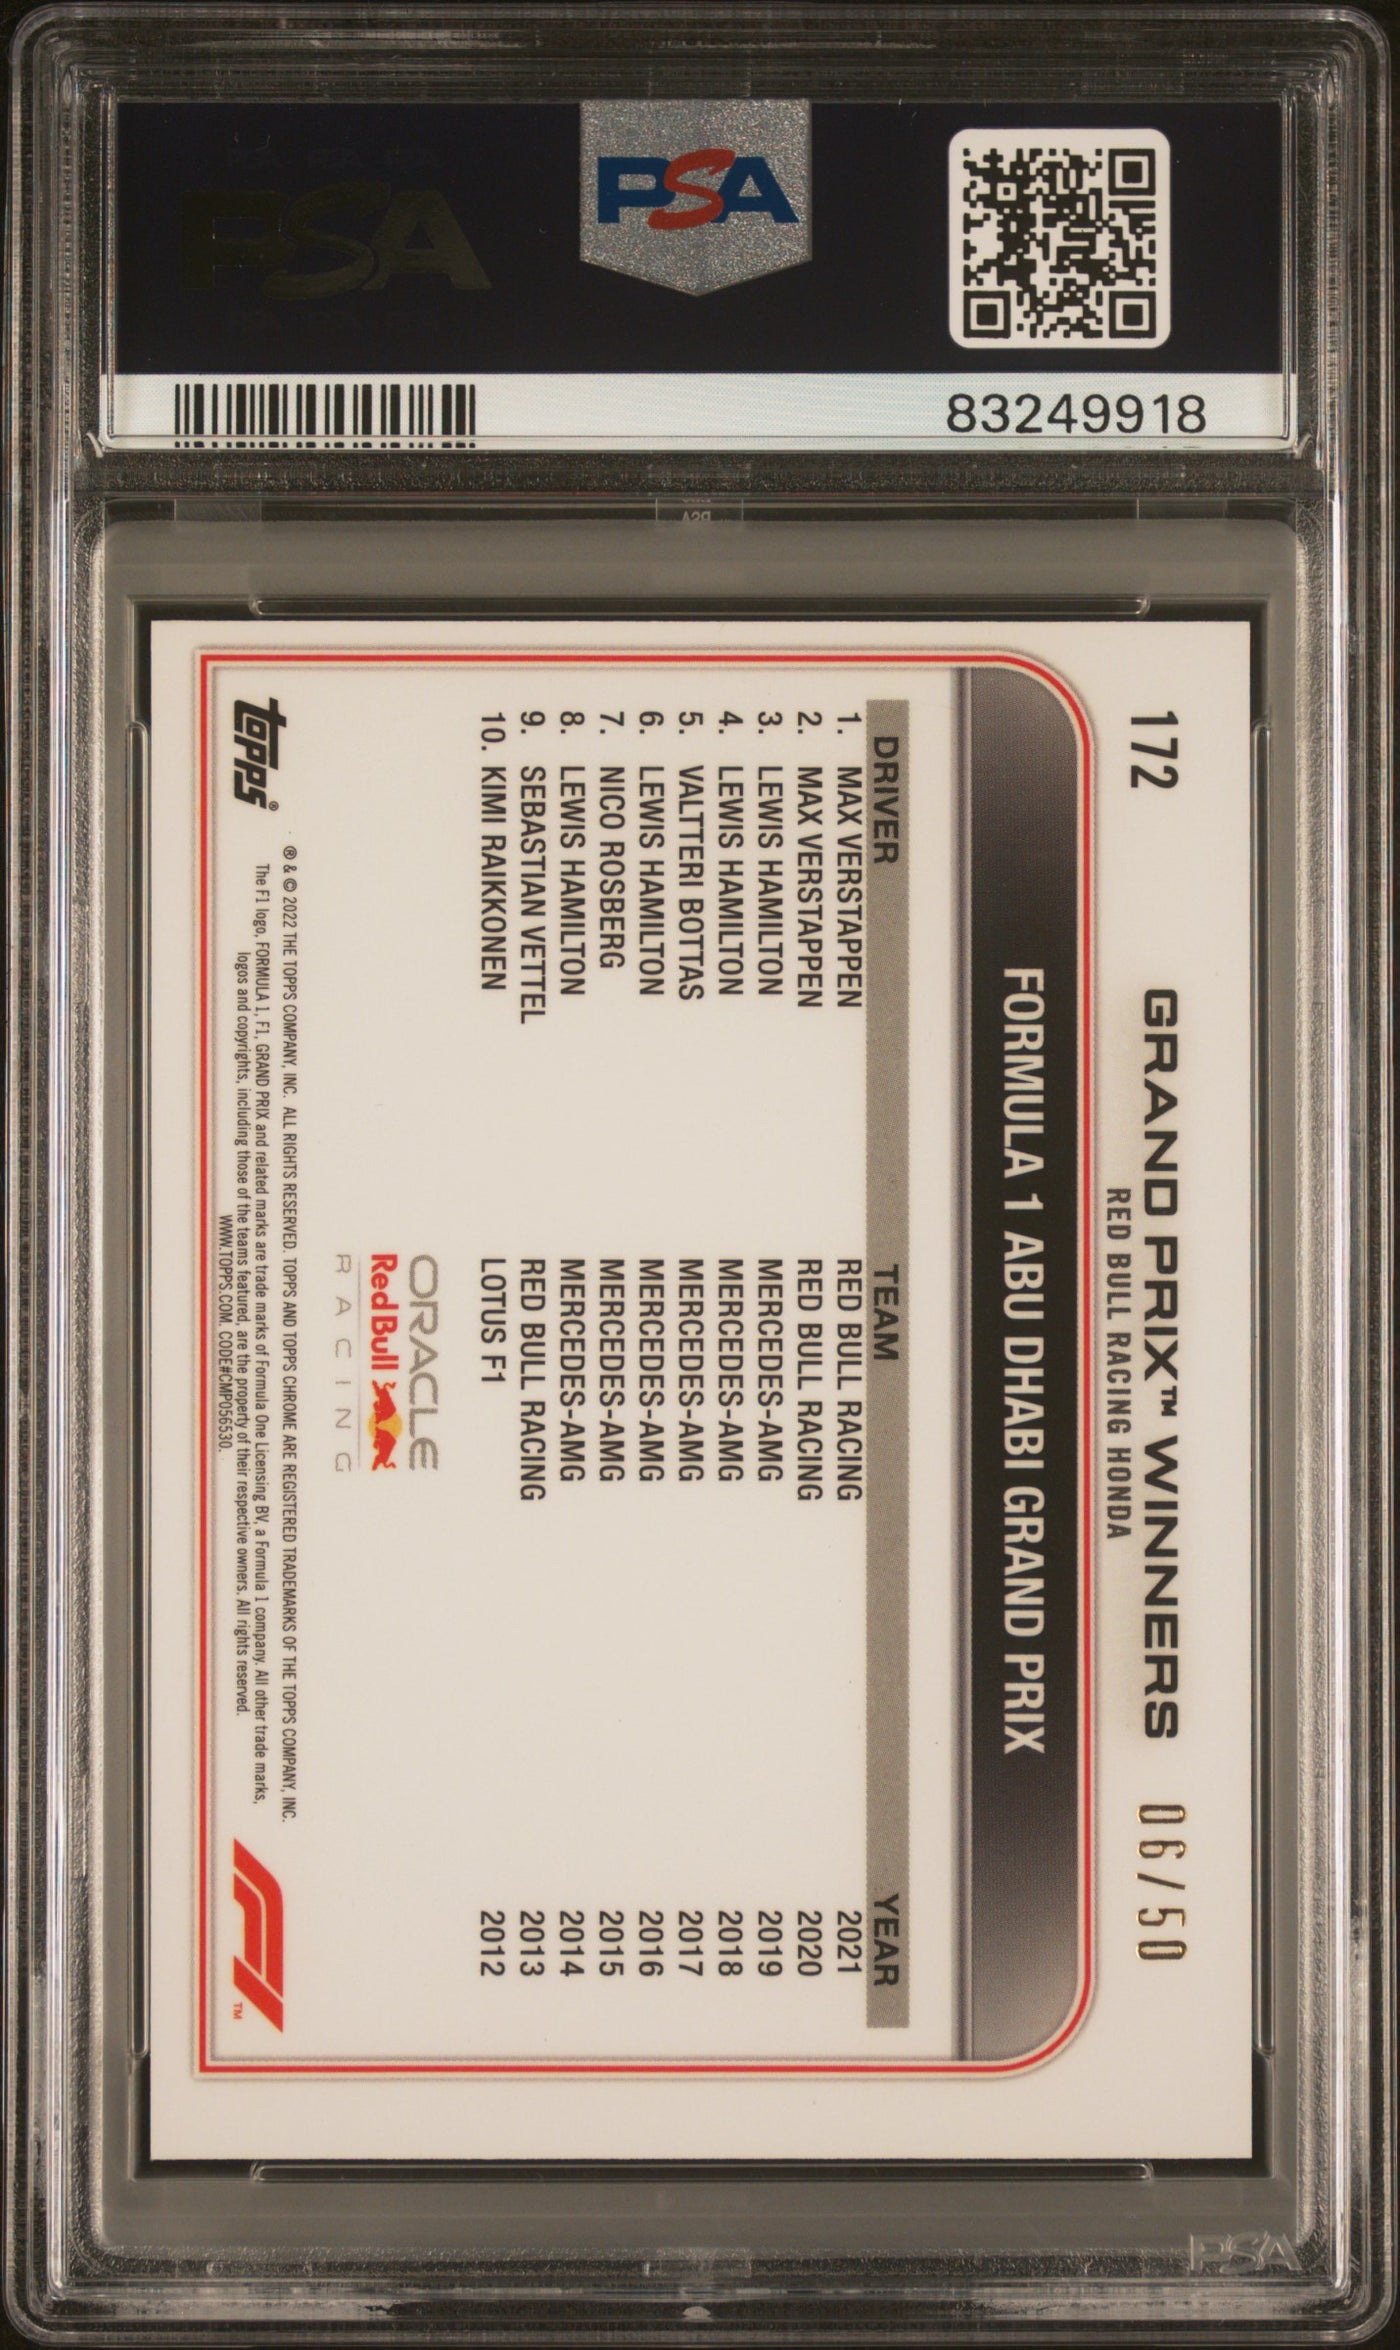 PSA
PSA
83249918
PSA
172
GRAND PRIX™ WINNERS
06/50
RED BULL RACING HONDA
FORMULA 1 ABU DHABI GRAND PRIX
DRIVER TEAM YEAR
1. MAX VERSTAPPEN RED BULL RACING 2021
2. MAX VERSTAPPEN RED BULL RACING 2020
3. LEWIS HAMILTON MERCEDES-AMG 2019
4. LEWIS HAMILTON MERCEDES-AMG 2018
5. VALTTERI BOTTAS MERCEDES-AMG 2017
6. LEWIS HAMILTON MERCEDES-AMG 2016
7. NICO ROSBERG MERCEDES-AMG 2015
8. LEWIS HAMILTON MERCEDES-AMG 2014
9. SEBASTIAN VETTEL RED BULL RACING 2013
10. KIMI RAIKKONEN LOTUS F1 2012
ORACLE
Red Bull
RACING
topps®
® & © 2022 THE TOPPS COMPANY, INC. ALL RIGHTS RESERVED. TOPPS AND TOPPS CHROME ARE REGISTERED TRADEMARKS OF THE TOPPS COMPANY, INC.
The F1 logo, FORMULA 1, F1, GRAND PRIX and related marks are trade marks of Formula One Licensing BV, a Formula 1 company. All other trade marks,
logos and copyrights, including those of the teams featured, are the property of their respective owners. All rights reserved.
WWW.TOPPS.COM. CODE#CMP056530.
F1™
PSA